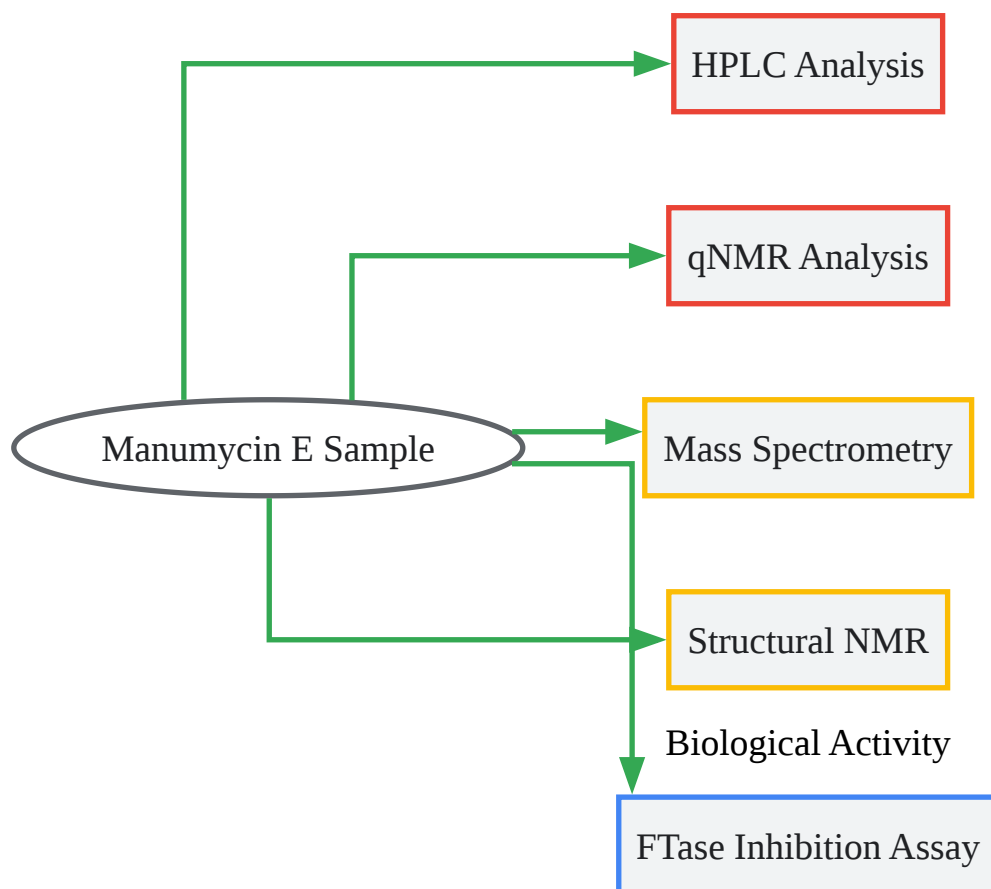 HPLC Analysis
qNMR Analysis
Manumycin E Sample
Mass Spectrometry
Structural NMR
Biological Activity
FTase Inhibition Assay